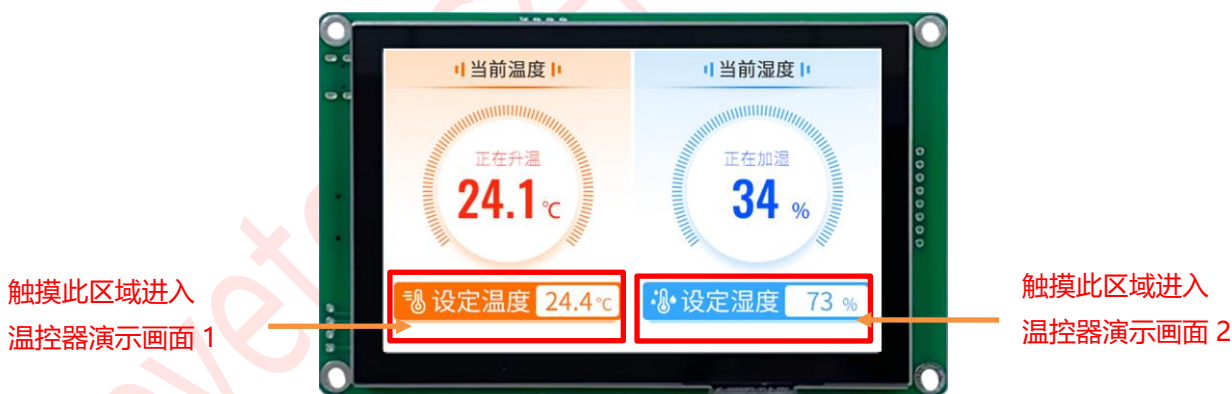 当前温度
当前湿度
正在升温
24.1 ℃
正在加湿
34 %
设定温度 24.4 ℃
设定湿度 73 %
触摸此区域进入
温控器演示画面 1
触摸此区域进入
温控器演示画面 2